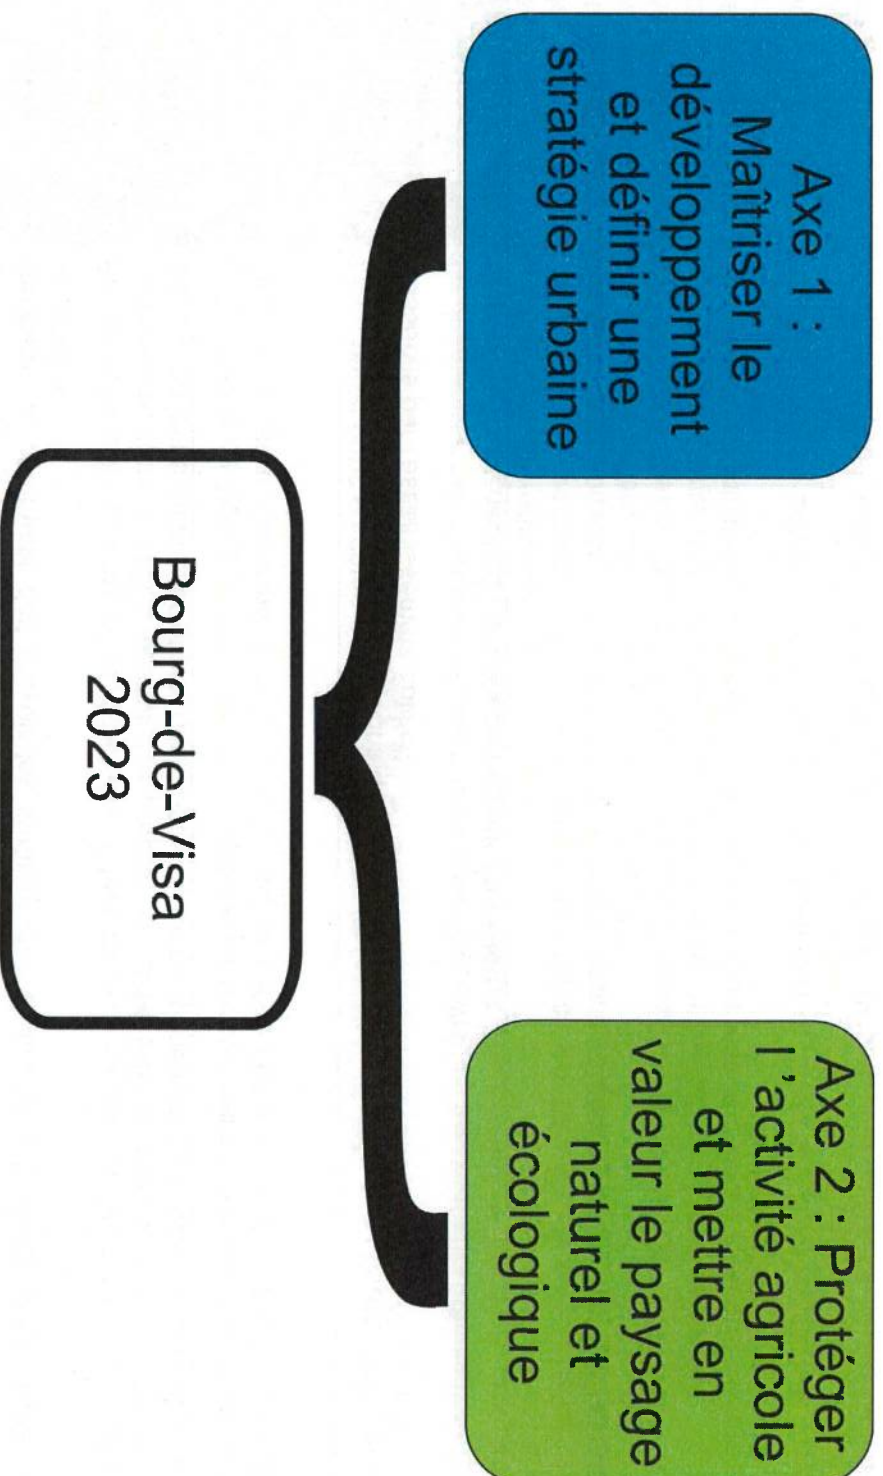 Axe 1 :
Maîtriser le
développement
et définir une
stratégie urbaine
Axe 2 : Protéger
l ’activité agricole
et mettre en
valeur le paysage
naturel et
écologique
Bourg-de-Visa
2023